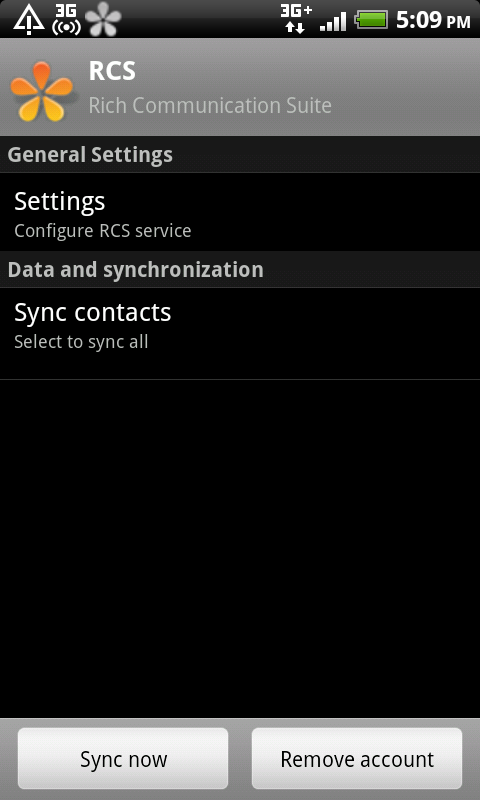 3G 3G+ 5:09 PM
RCS
Rich Communication Suite
General Settings
Settings
Configure RCS service
Data and synchronization
Sync contacts
Select to sync all
Sync now Remove account